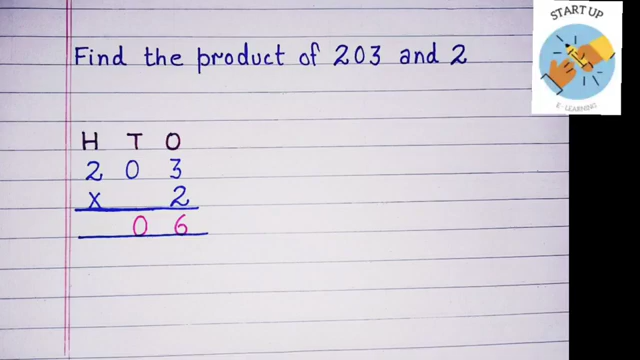 START UP
E-LEARNING
Find the product of 203 and 2
H T O
2 0 3
x 2
0 6